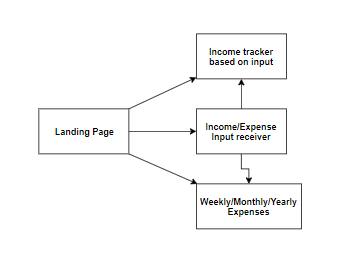 Income tracker
based on input
Landing Page
Income/Expense
Input receiver
Weekly/Monthly/Yearly
Expenses